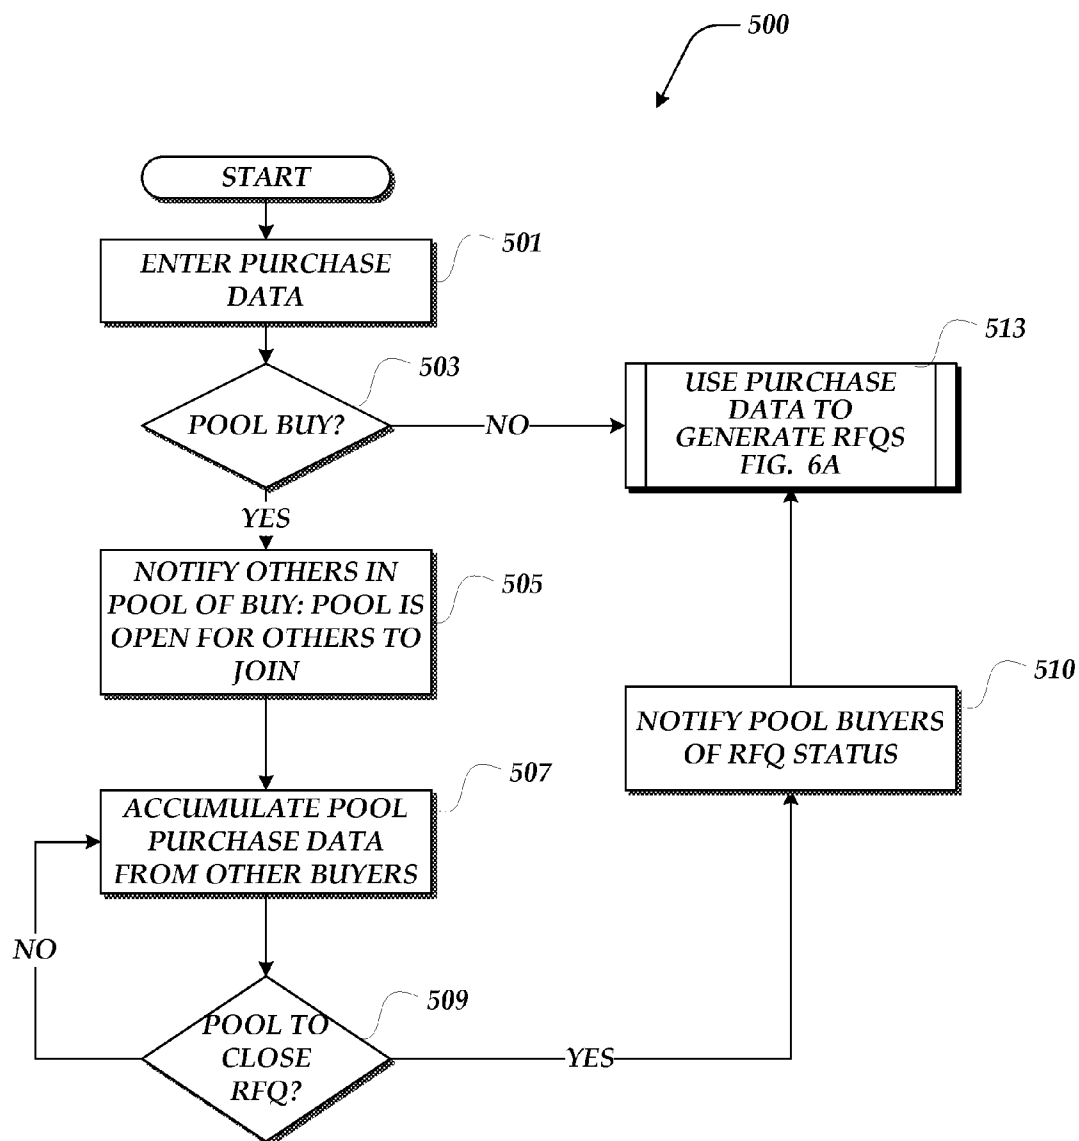 500
START
501
ENTER PURCHASE
DATA
503
513
POOL BUY?
NO
USE PURCHASE
DATA TO
GENERATE RFQS
FIG. 6A
YES
505
NOTIFY OTHERS IN
POOL OF BUY: POOL IS
OPEN FOR OTHERS TO
JOIN
510
NOTIFY POOL BUYERS
OF RFQ STATUS
507
ACCUMULATE POOL
PURCHASE DATA
FROM OTHER BUYERS
NO
509
POOL TO
CLOSE
RFQ?
YES